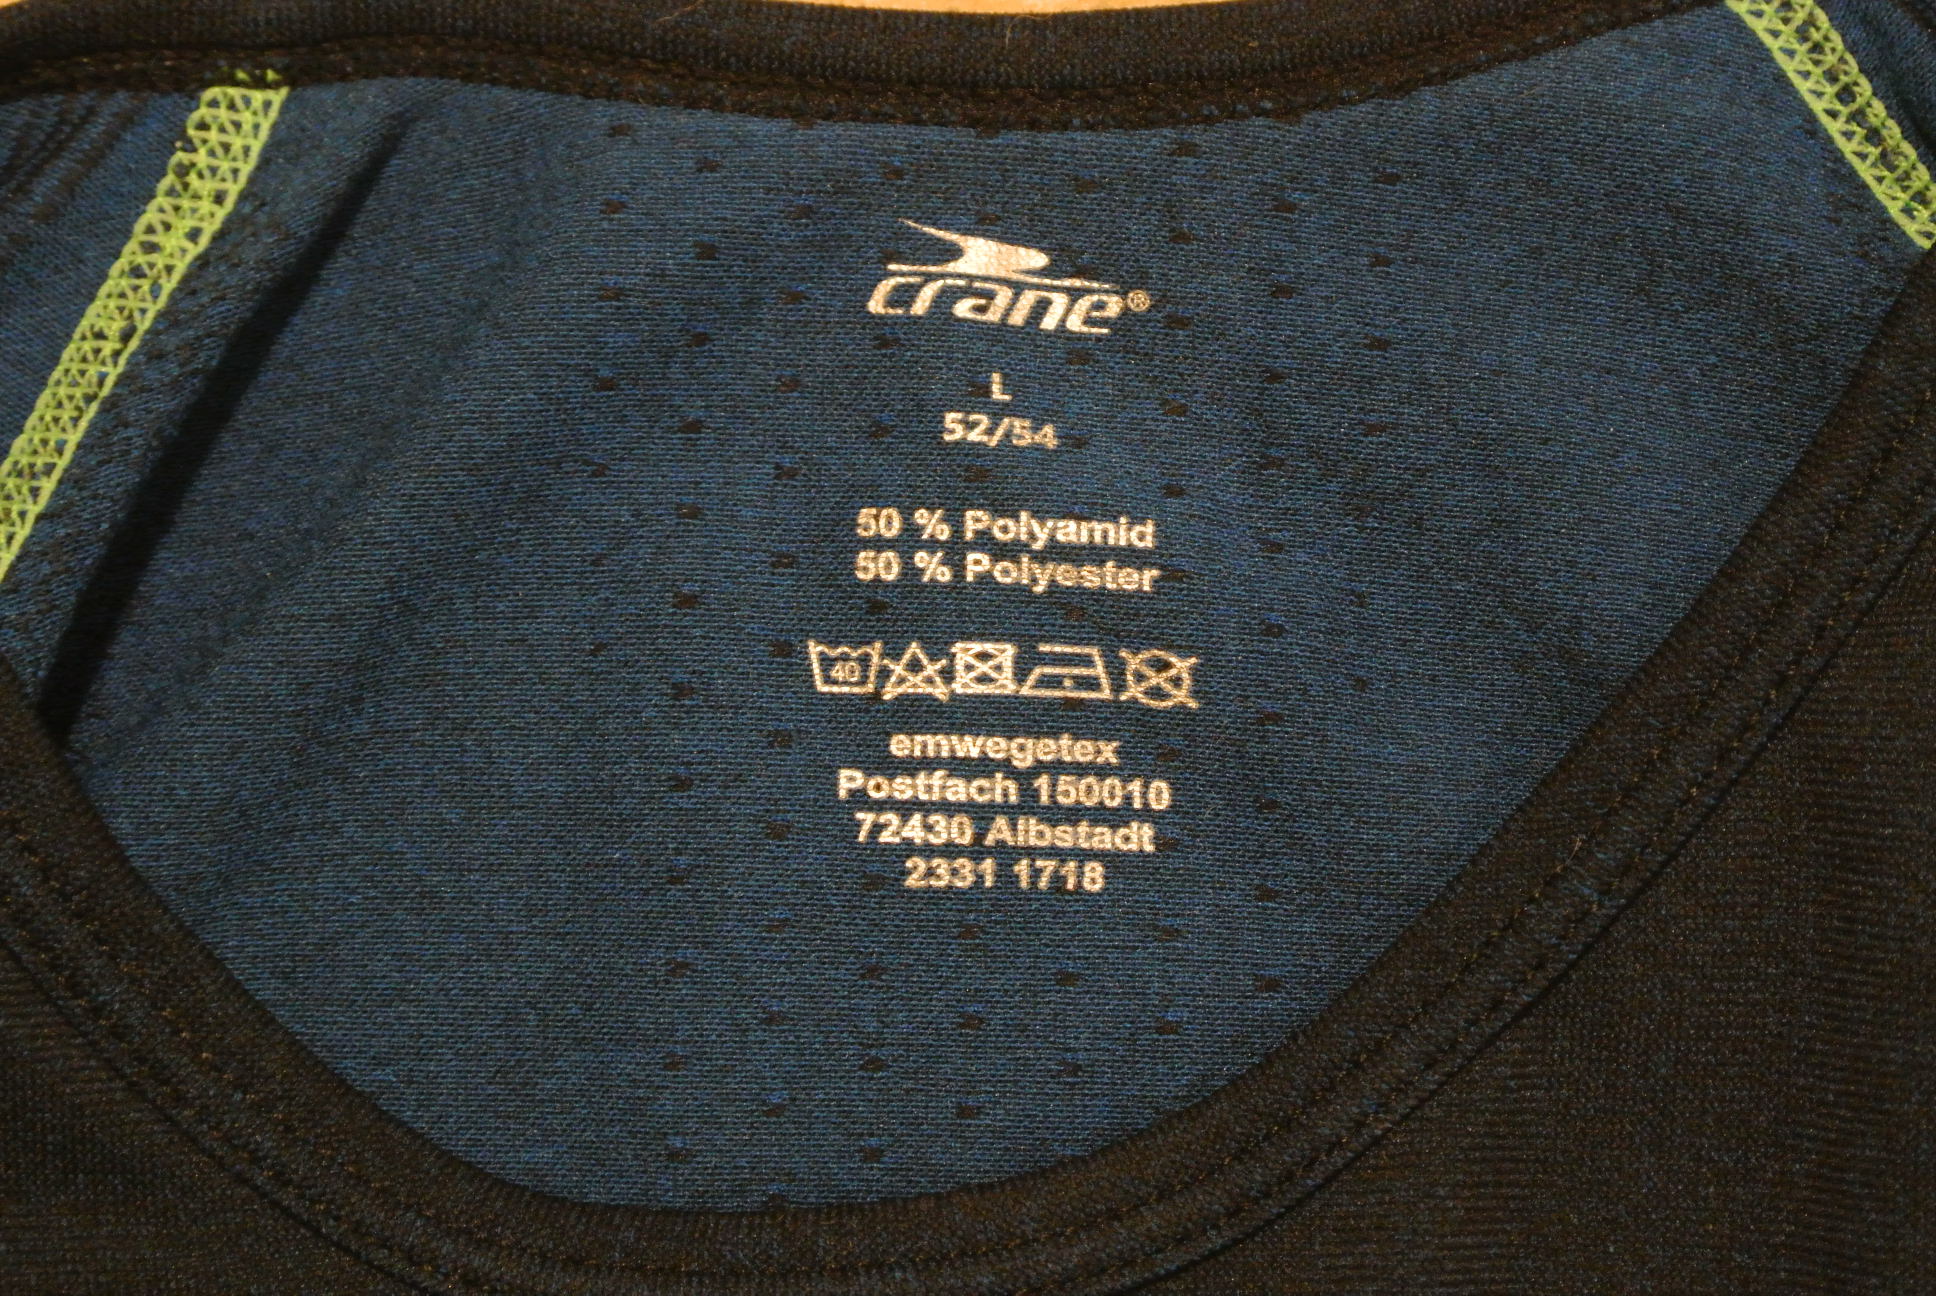 crane®
L
52/54
50 % Polyamid
50 % Polyester
40
emwegetex
Postfach 150010
72430 Albstadt
2331 1718